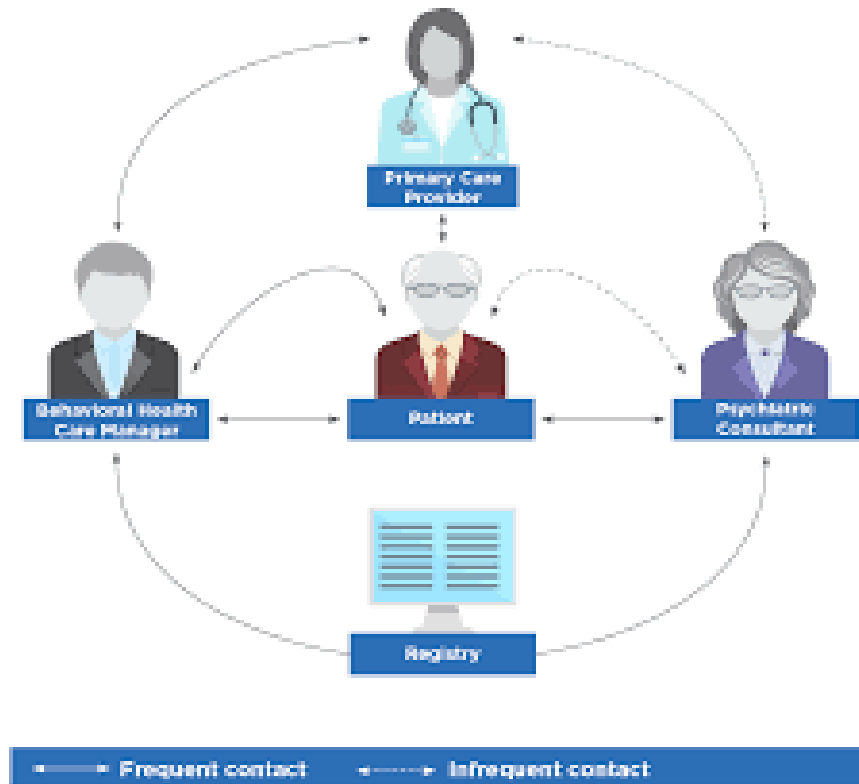 Primary Care
Provider
Behavioral Health
Care Manager
Patient
Psychiatric
Consultant
Registry
Frequent contact
Infrequent contact